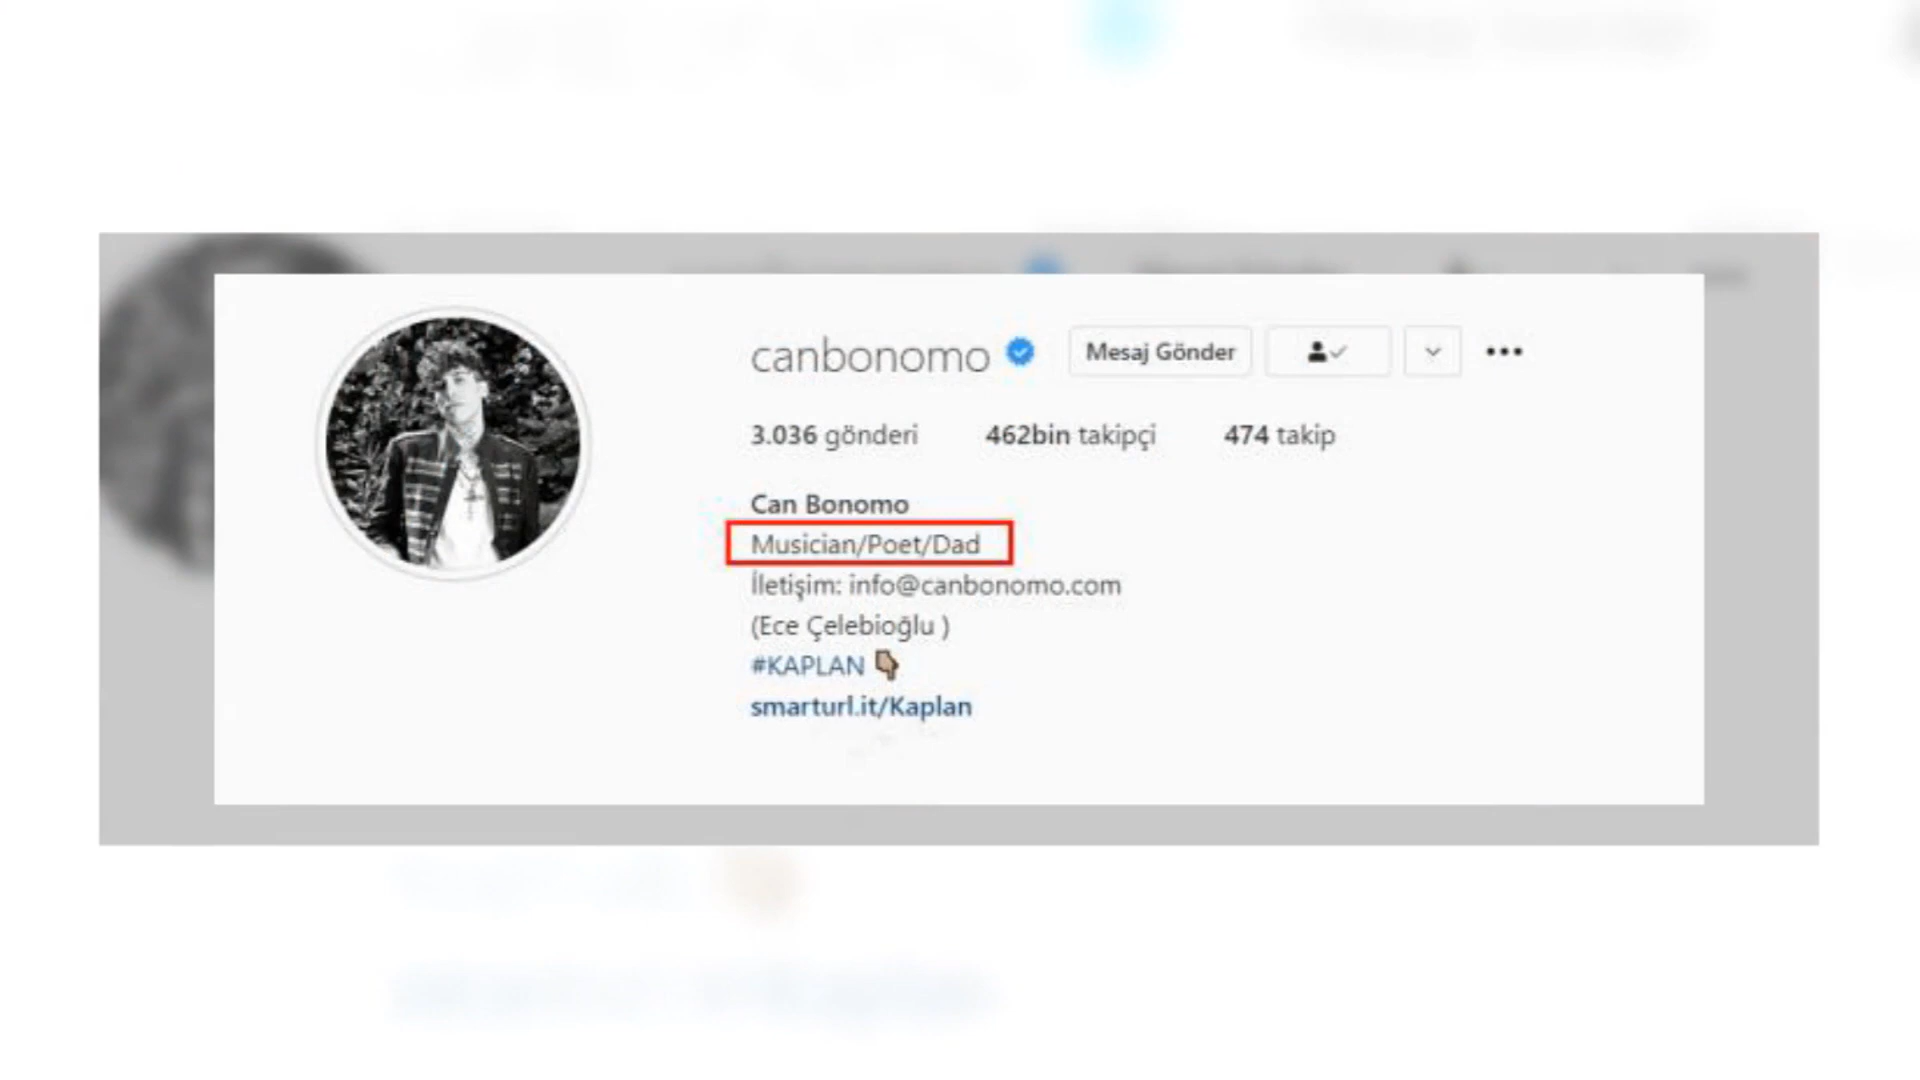 canbonomo Mesaj Gönder
3.036 gönderi 462bin takipçi 474 takip
Can Bonomo
Musician/Poet/Dad
İletişim: info@canbonomo.com
(Ece Çelebioğlu )
#KAPLAN
smarturl.it/Kaplan